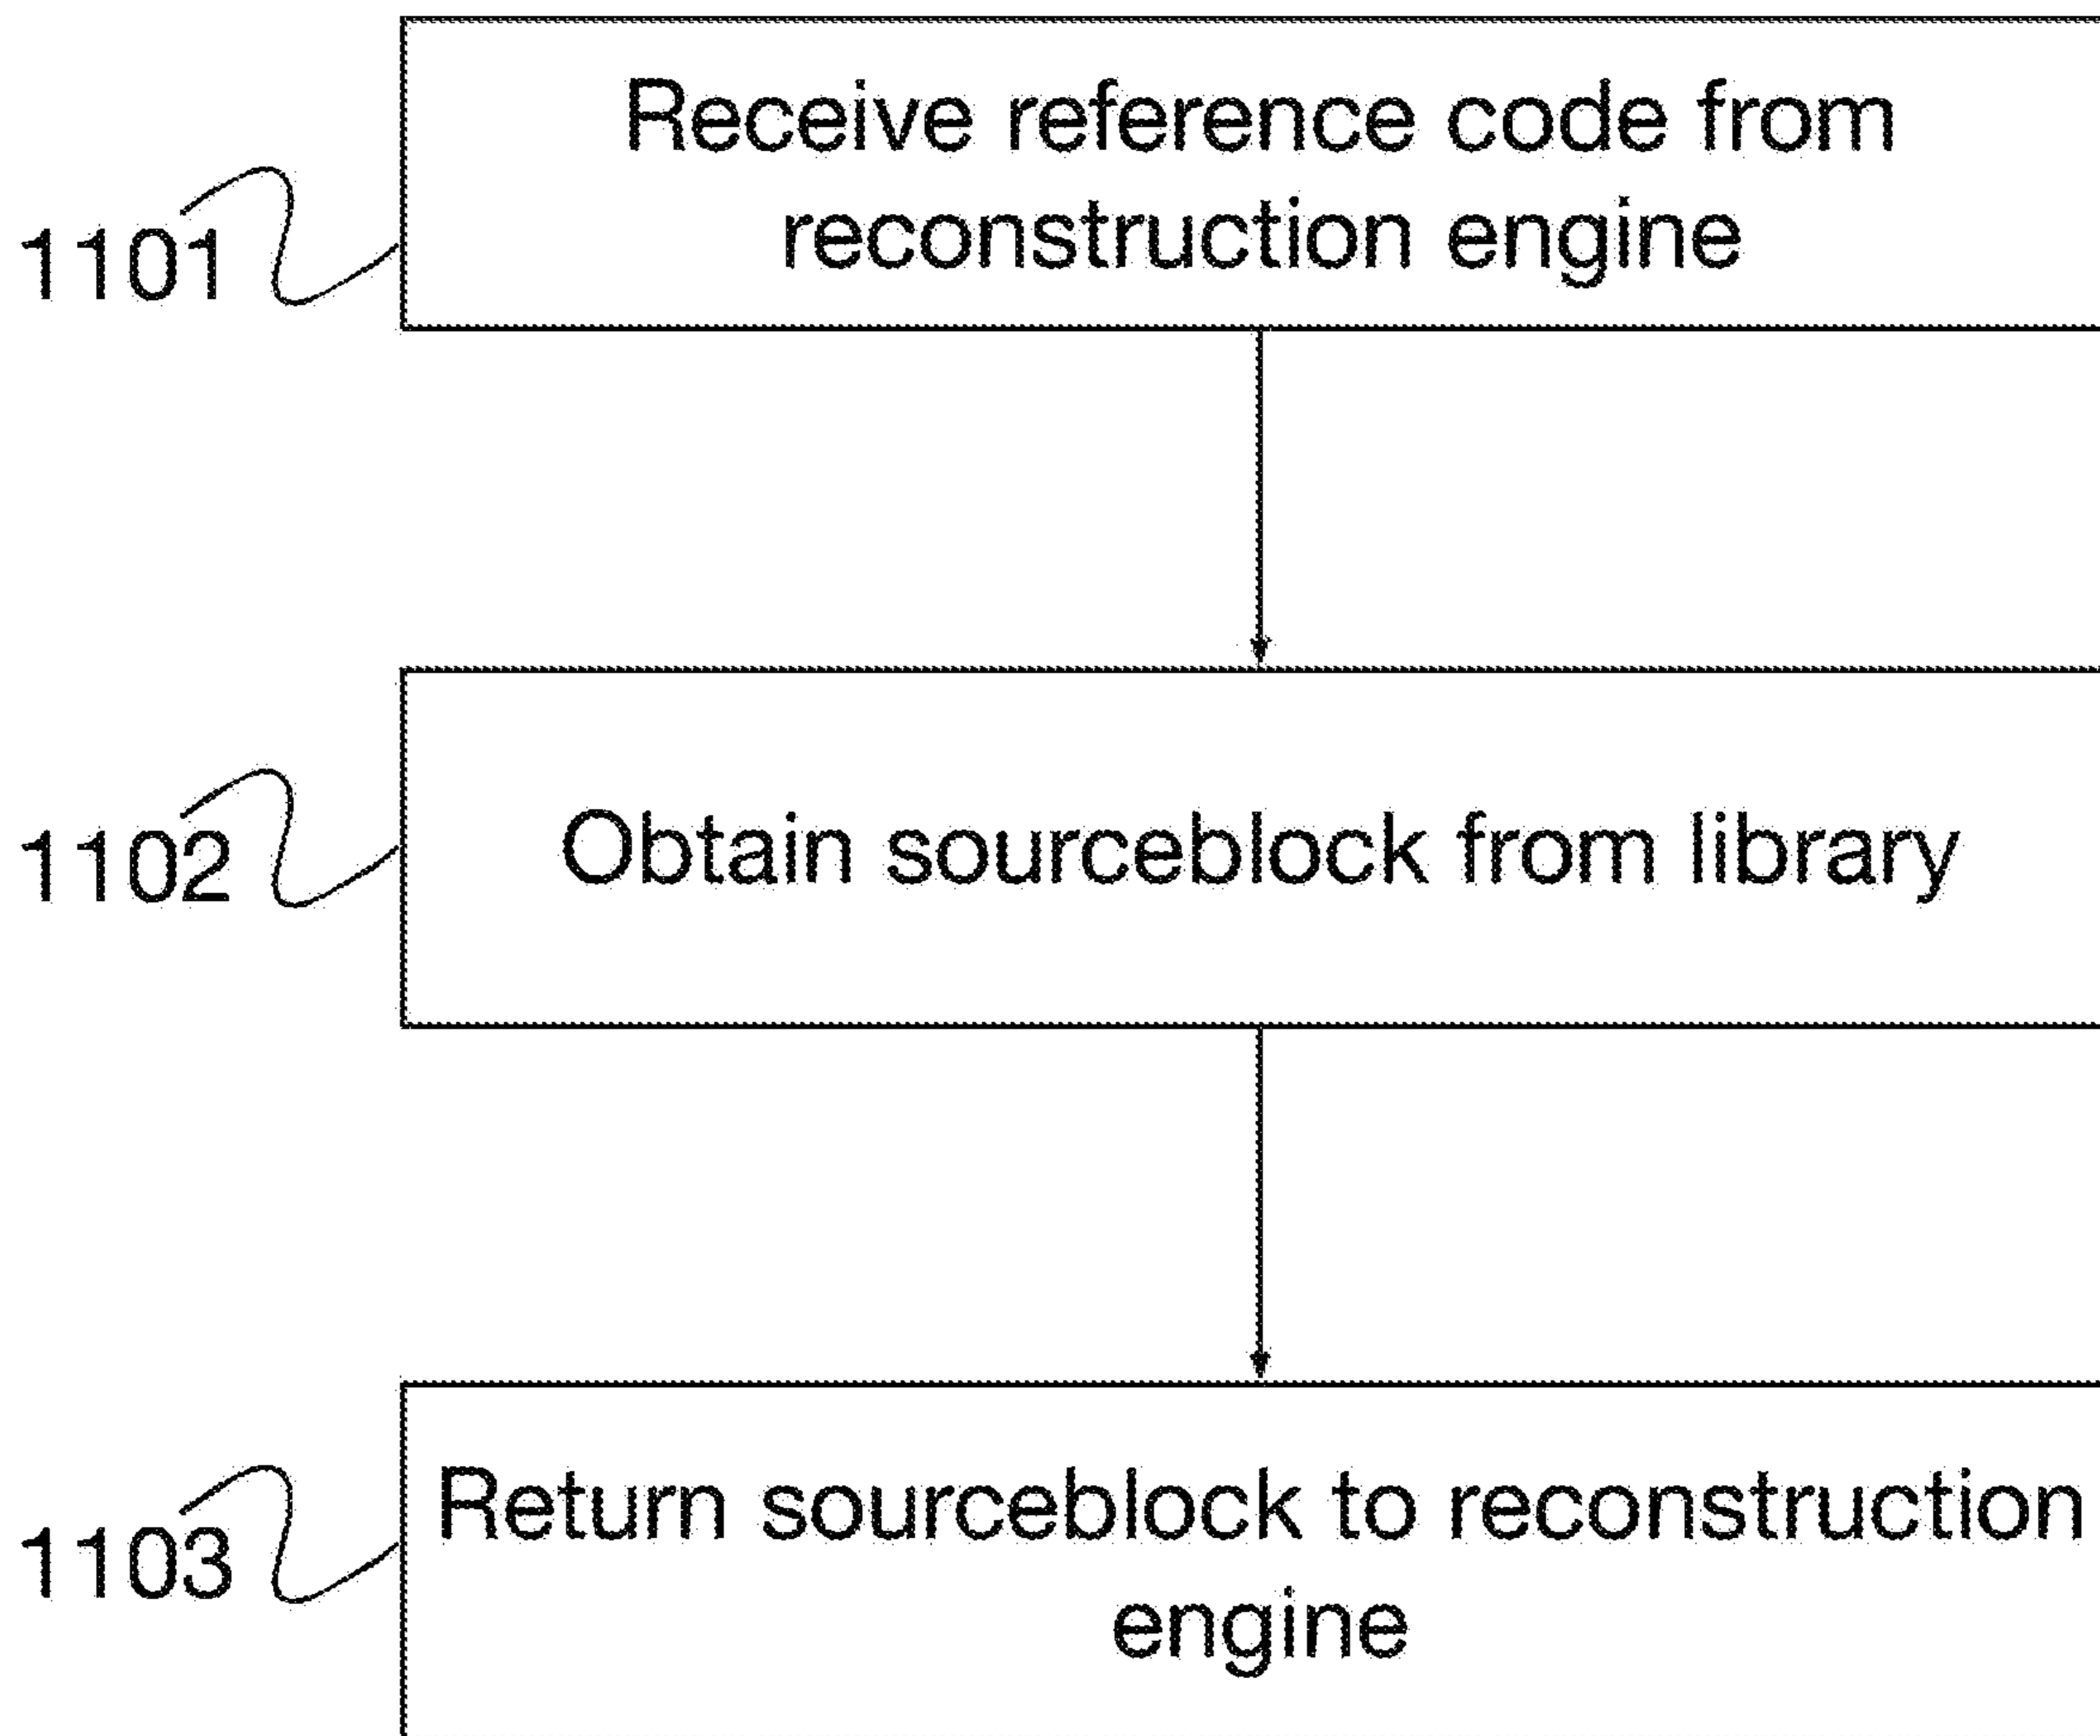 Receive reference code from
reconstruction engine
1101
Obtain sourceblock from library
1102
Return sourceblock to reconstruction
engine
1103